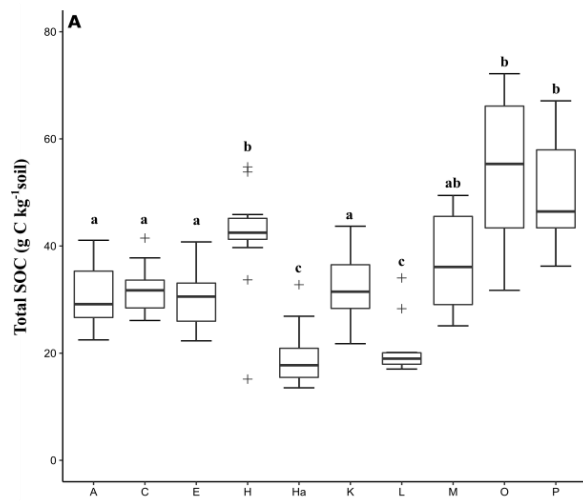 A
Total SOC (g C kg-1soil)
80
60
40
20
0
a a a b c a c ab b b
A C E H Ha K L M O P